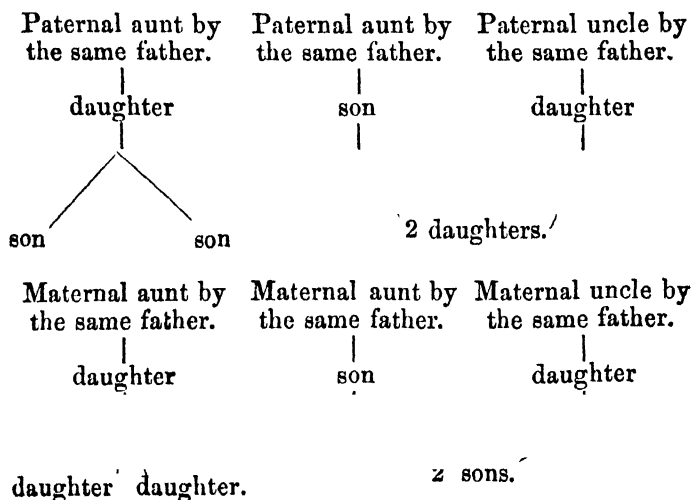 Paternal aunt by Paternal aunt by Paternal uncle by
the same father. the same father. the same father.
daughter son daughter
son son 2 daughters.
Maternal aunt by Maternal aunt by Maternal uncle by
the same father. the same father. the same father.
daughter son daughter
daughter daughter. 2 sons.